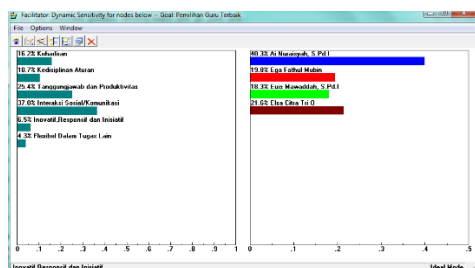 Facilitator: Dynamic Sensitivity for nodes below -- Goal: Pemilihan Guru Terbaik
File Options Window
16.2% Kehadiran
10.7% Kedisiplinan Aturan
25.4% Tanggungjawab dan Produktivitas
37.0% Interaksi Sosial/Komunikasi
6.5% Inovatif,Responsif dan Inisiatif
4.3% Flexibel Dalam Tugas Lain
0 .1 .2 .3 .4 .5 .6 .7 .8 .9 1
40.3% Ai Nuraisyah, S.Pd.I
19.8% Ega Fathul Mubin
18.3% Euis Mawaddah, S.Pd.I
21.6% Elsa Citra Tri O
0 .1 .2 .3 .4 .5
Inovatif,Responsif dan Inisiatif
Ideal Mode